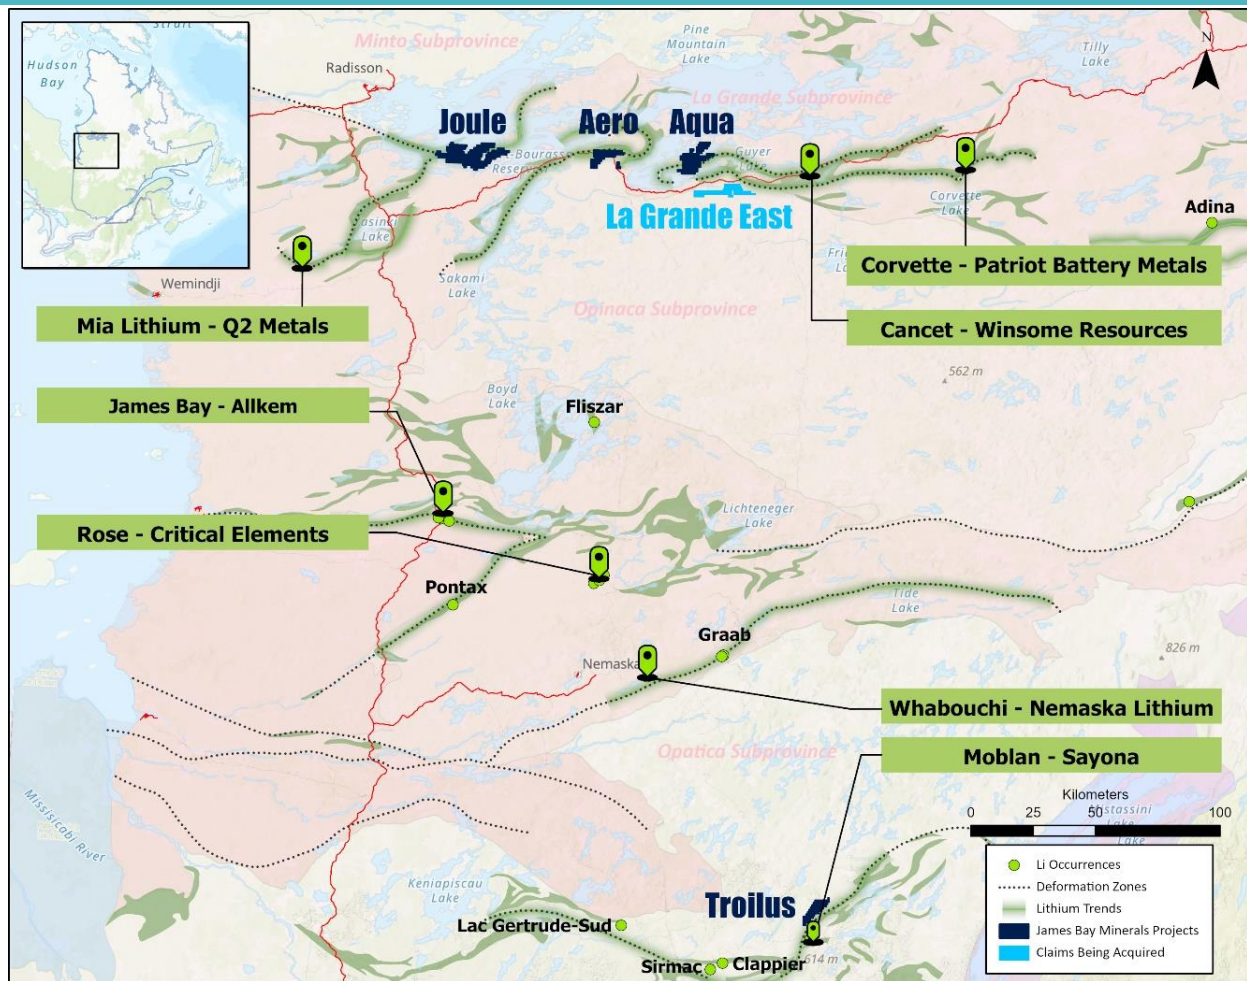 Hudson
Bay
Minto Subprovince
Pine
Mountain
Lake
Tilly
Lake
N
Radisson
La Grande Subprovince
Joule
Aero
Aqua
Guyer
La Grande East
Corvette
Lake
Adina
Wemindji
Sakami
Lake
Corvette - Patriot Battery Metals
Mia Lithium - Q2 Metals
Opinaca Subprovince
Cancet - Winsome Resources
562 m
James Bay - Allkem
Boyd
Lake
Fliszar
Rose - Critical Elements
Lichteneger
Lake
Pontax
Tide
Lake
Graab
Nemaska
826 m
Whabouchi - Nemaska Lithium
Opatica Subprovince
Moblan - Sayona
Missisicabi River
Kilometers
0 25 50 100
Mistassini
Lake
Keniapiscau
Lake
Troilus
Lac Gertrude-Sud
Sirmac
Clappier
614 m
Li Occurrences
Deformation Zones
Lithium Trends
James Bay Minerals Projects
Claims Being Acquired